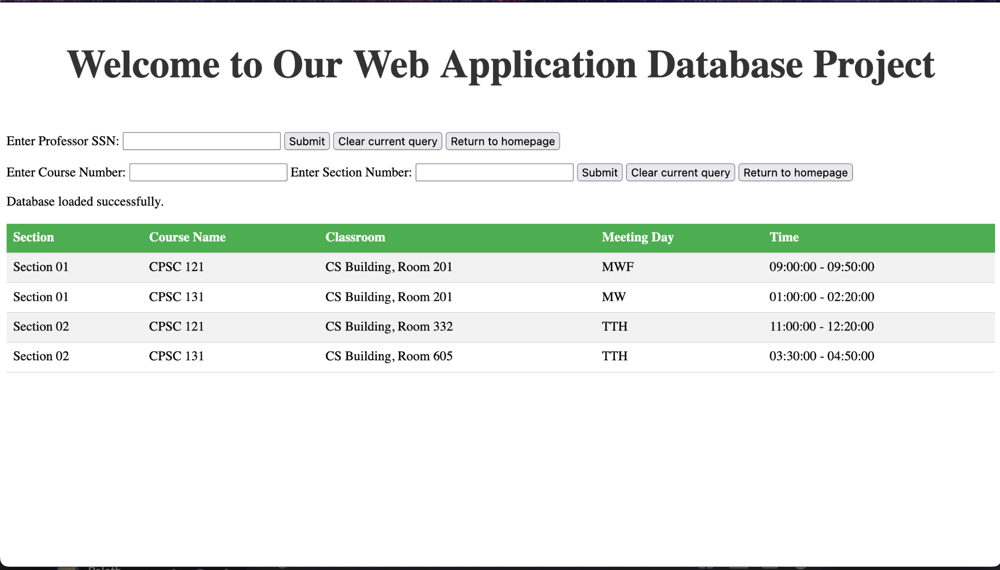 Welcome to Our Web Application Database Project
Enter Professor SSN: Submit Clear current query Return to homepage
Enter Course Number: Enter Section Number: Submit Clear current query Return to homepage
Database loaded successfully.
Section Course Name Classroom Meeting Day Time
Section 01 CPSC 121 CS Building, Room 201 MWF 09:00:00 - 09:50:00
Section 01 CPSC 131 CS Building, Room 201 MW 01:00:00 - 02:20:00
Section 02 CPSC 121 CS Building, Room 332 TTH 11:00:00 - 12:20:00
Section 02 CPSC 131 CS Building, Room 605 TTH 03:30:00 - 04:50:00